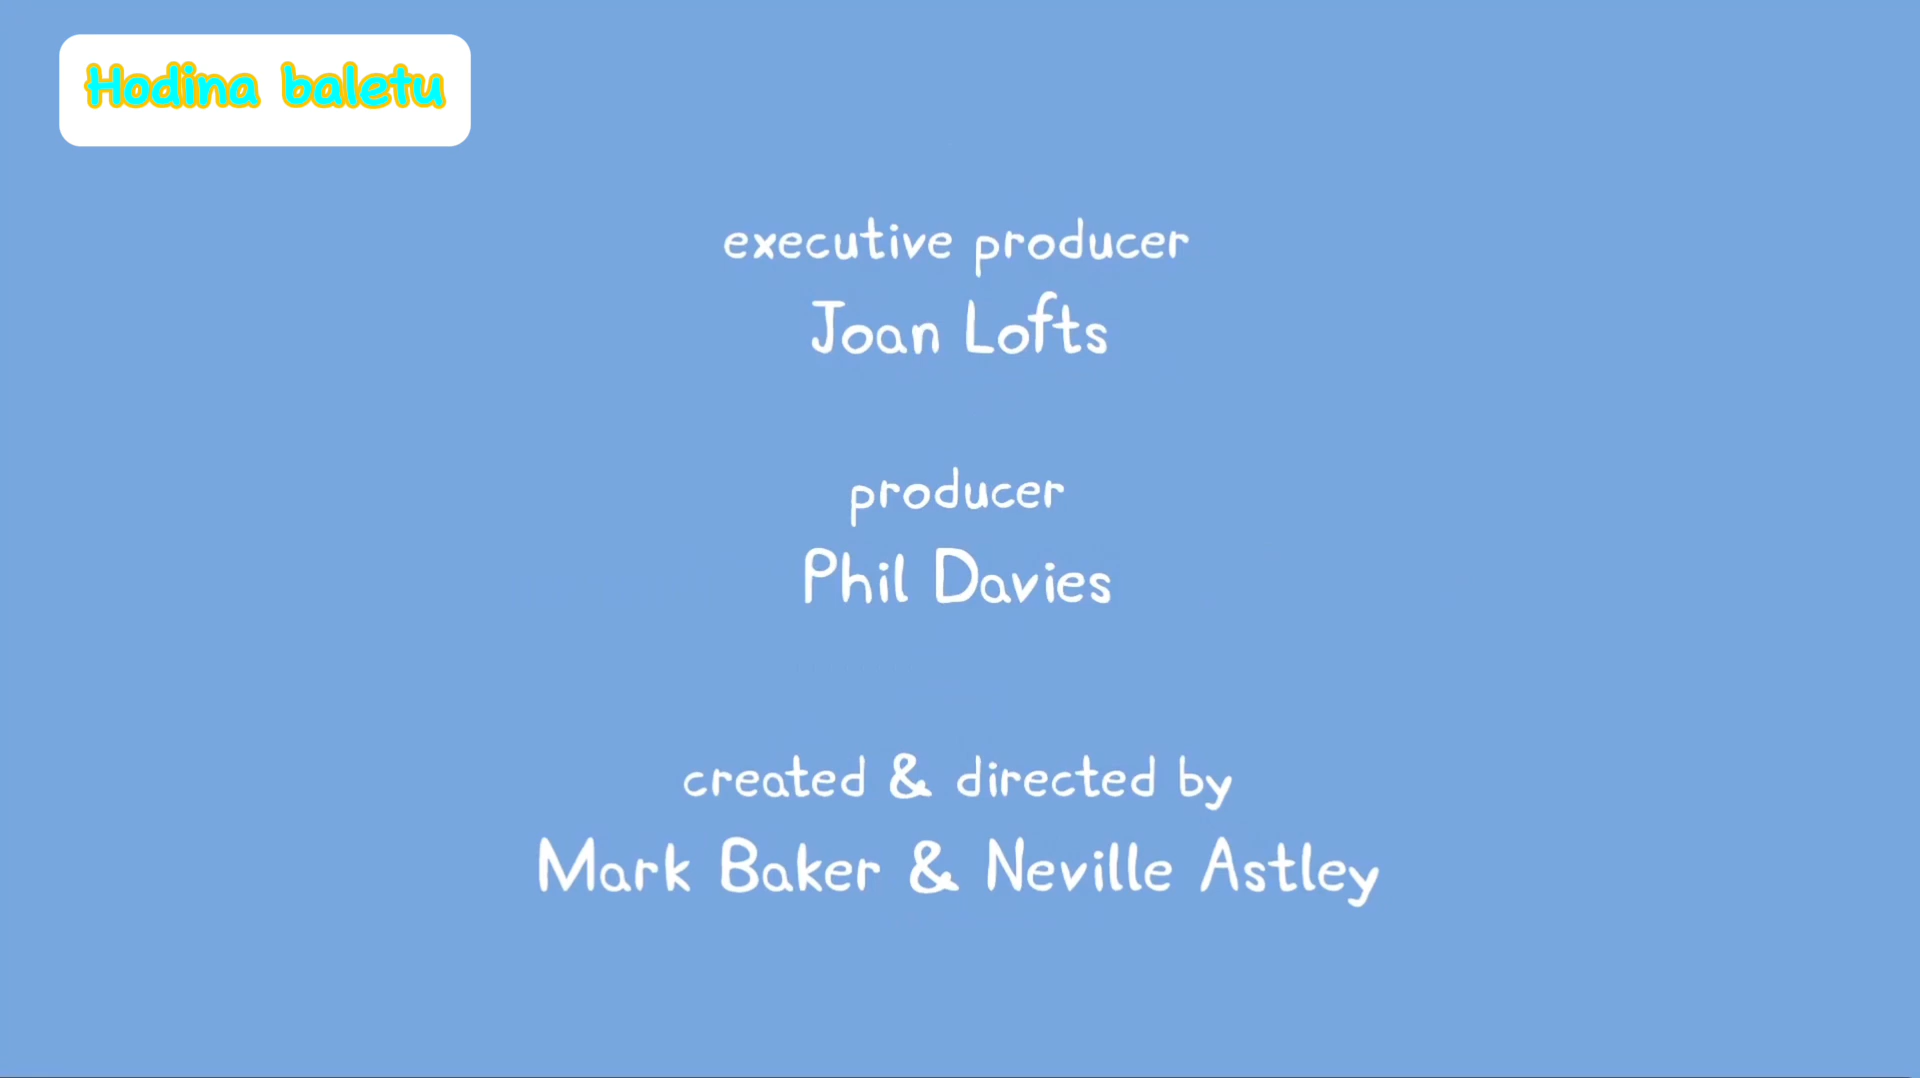 Hodina baletu
executive producer
Joan Lofts
producer
Phil Davies
created & directed by
Mark Baker & Neville Astley